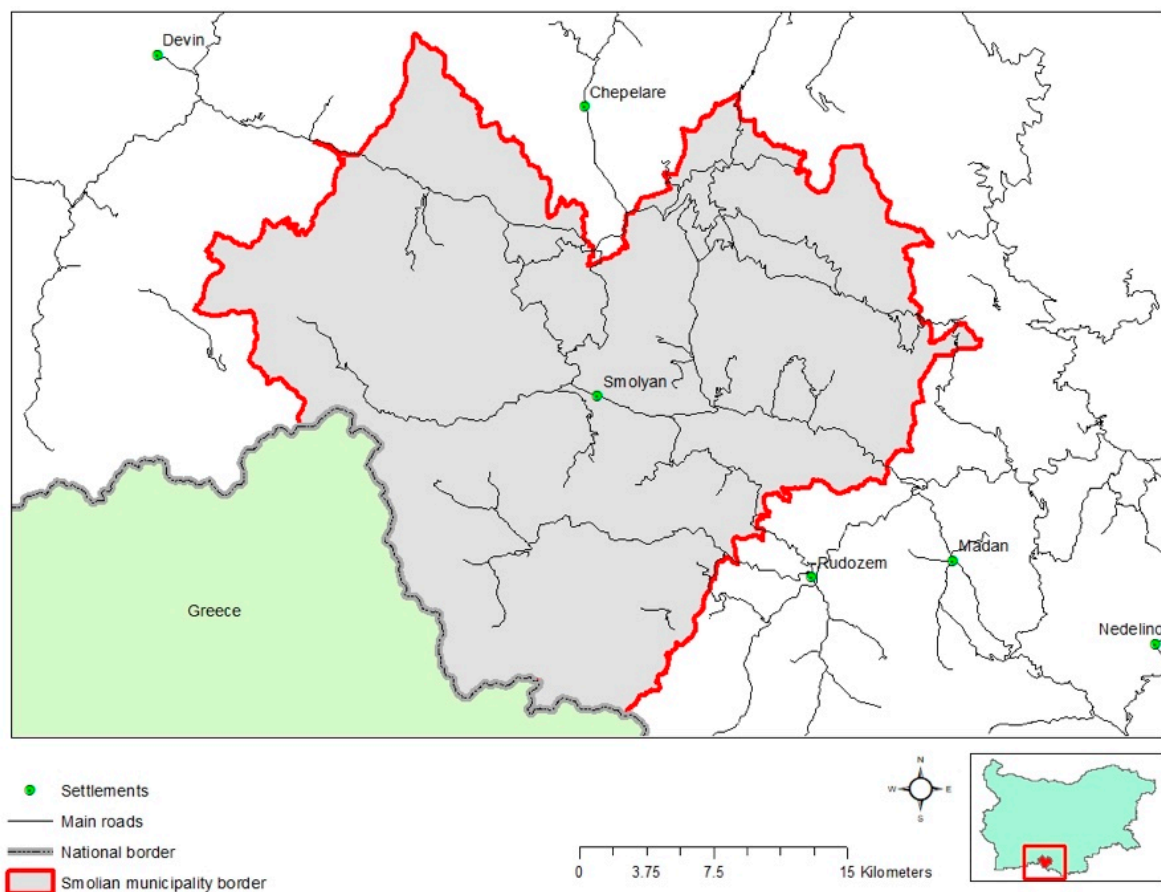 Devin
Chepelare
Smolyan
Rudozem
Madan
Nedelino
Greece
Settlements
Main roads
National border
Smolian municipality border
N
W E
S
0 3.75 7.5 15 Kilometers